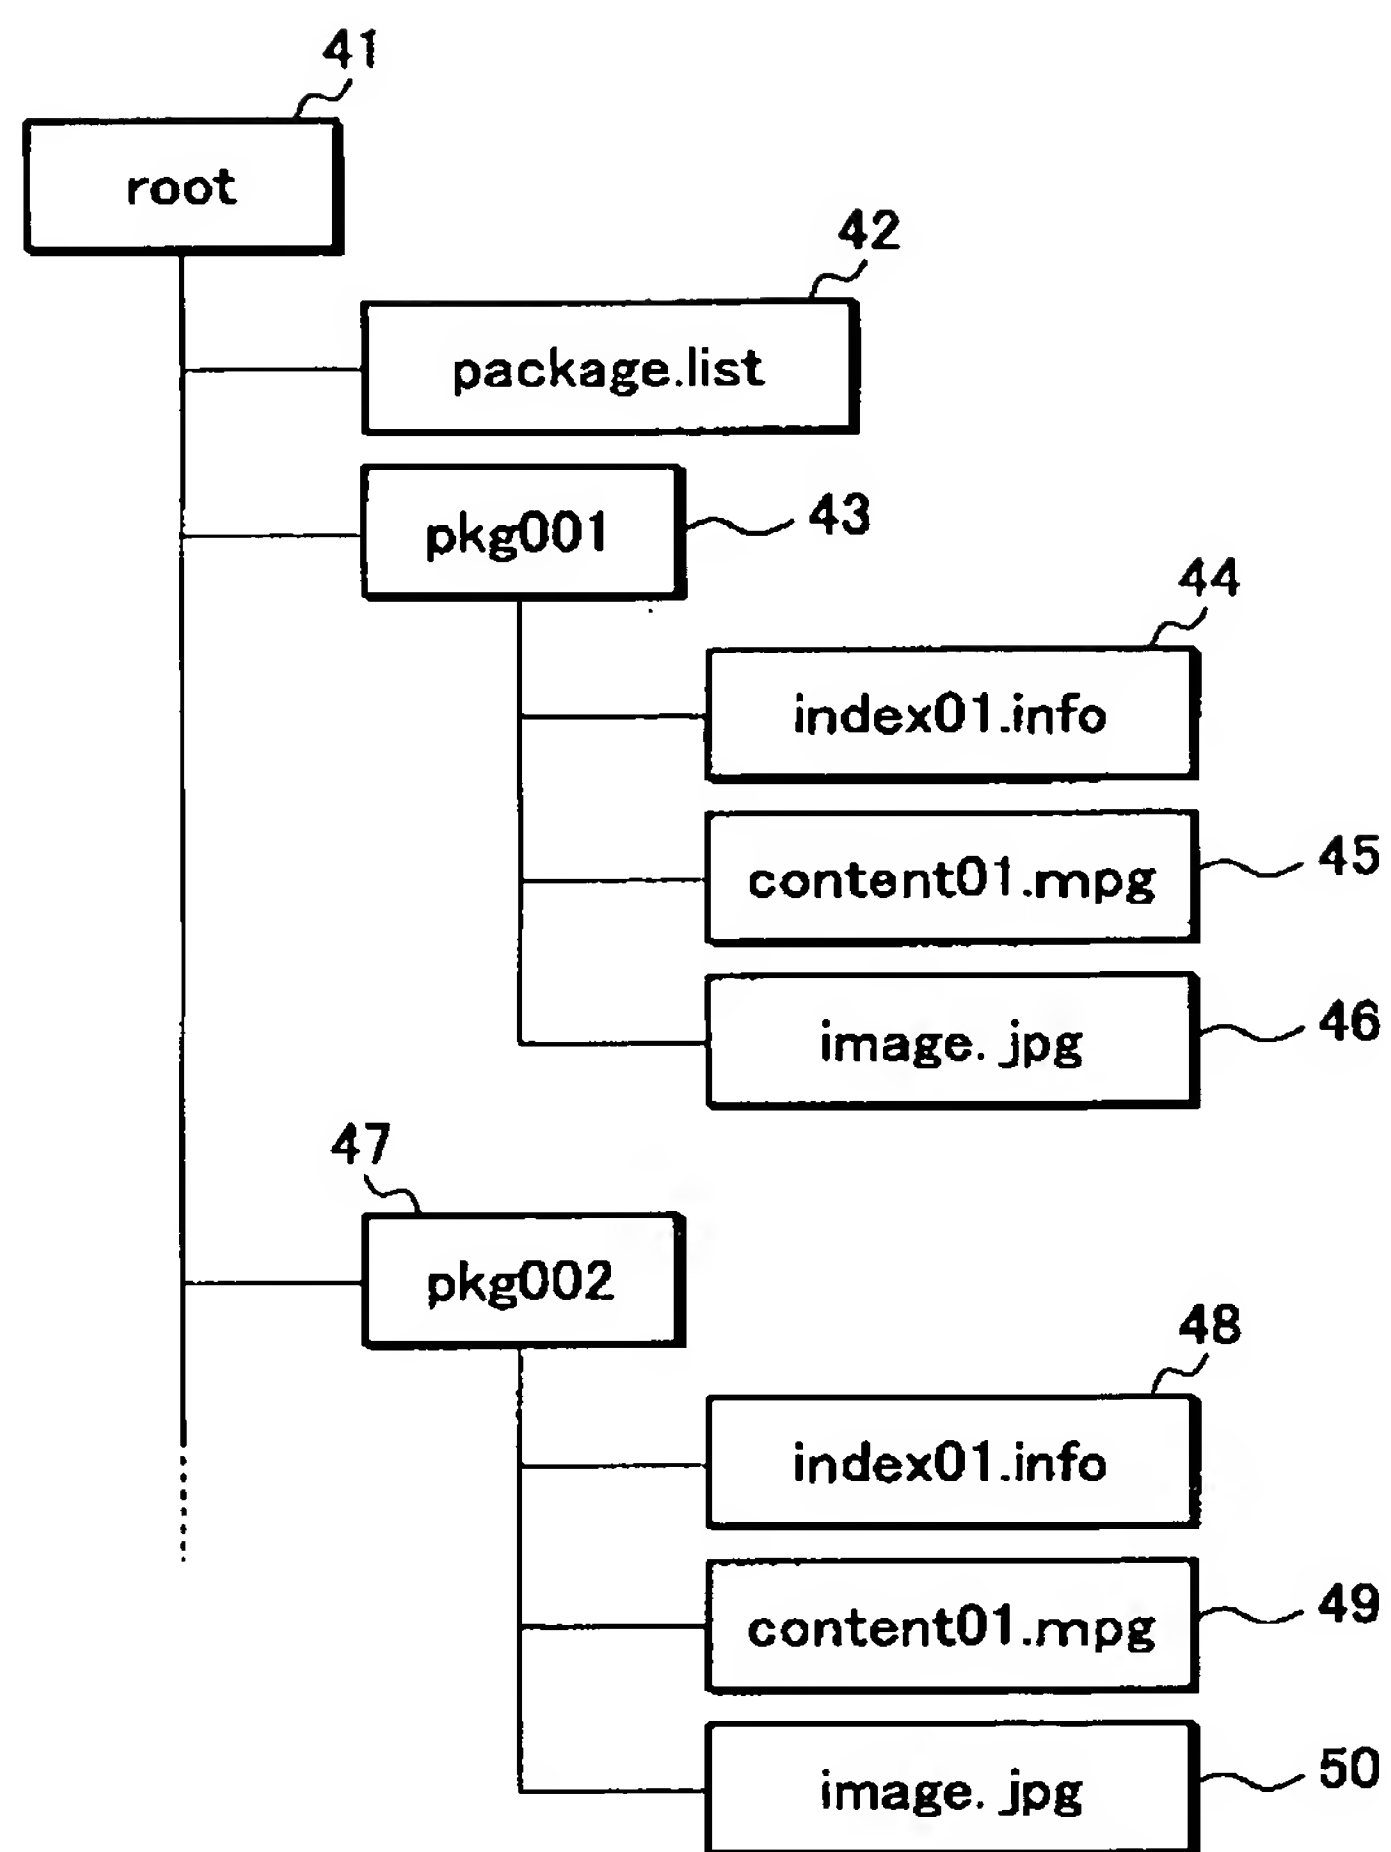 41
root
42
package.list
pkg001
43
44
index01.info
content01.mpg
45
image. jpg
46
47
pkg002
48
index01.info
content01.mpg
49
image. jpg
50